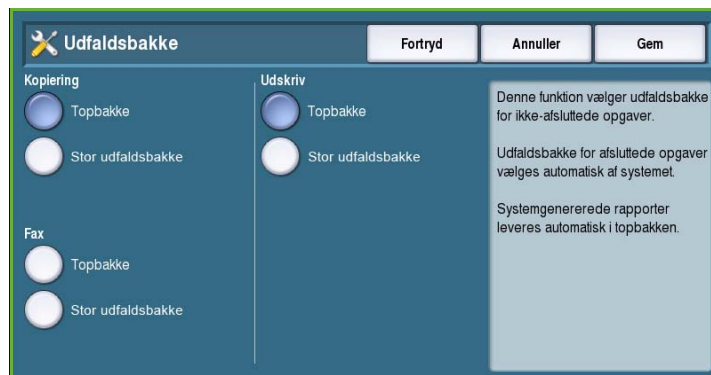 Udfaldsbakke
Fortryd
Annuller
Gem
Kopiering
Topbakke
Stor udfaldsbakke
Udskriv
Topbakke
Stor udfaldsbakke
Fax
Topbakke
Stor udfaldsbakke
Denne funktion vælger udfaldsbakke
for ikke-afsluttede opgaver.
Udfaldsbakke for afsluttede opgaver
vælges automatisk af systemet.
Systemgenererede rapporter
leveres automatisk i topbakken.